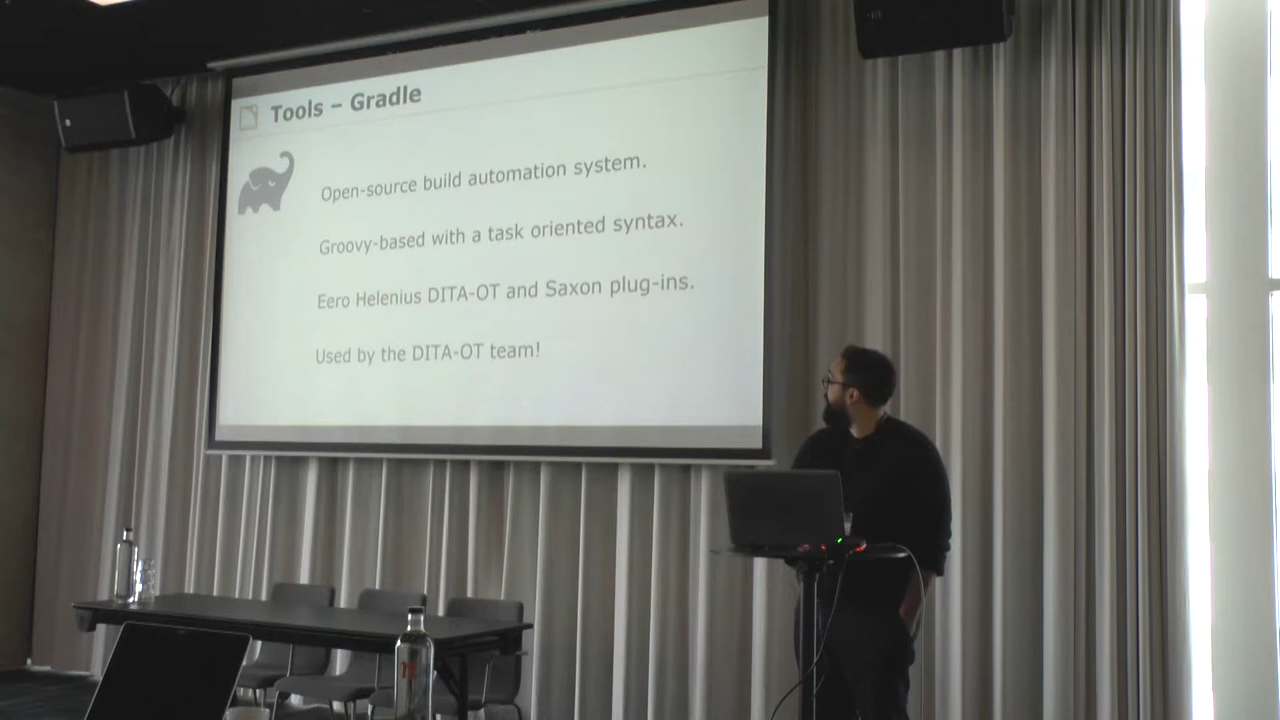 Tools – Gradle
Open-source build automation system.
Groovy-based with a task oriented syntax.
Eero Helenius DITA-OT and Saxon plug-ins.
Used by the DITA-OT team!